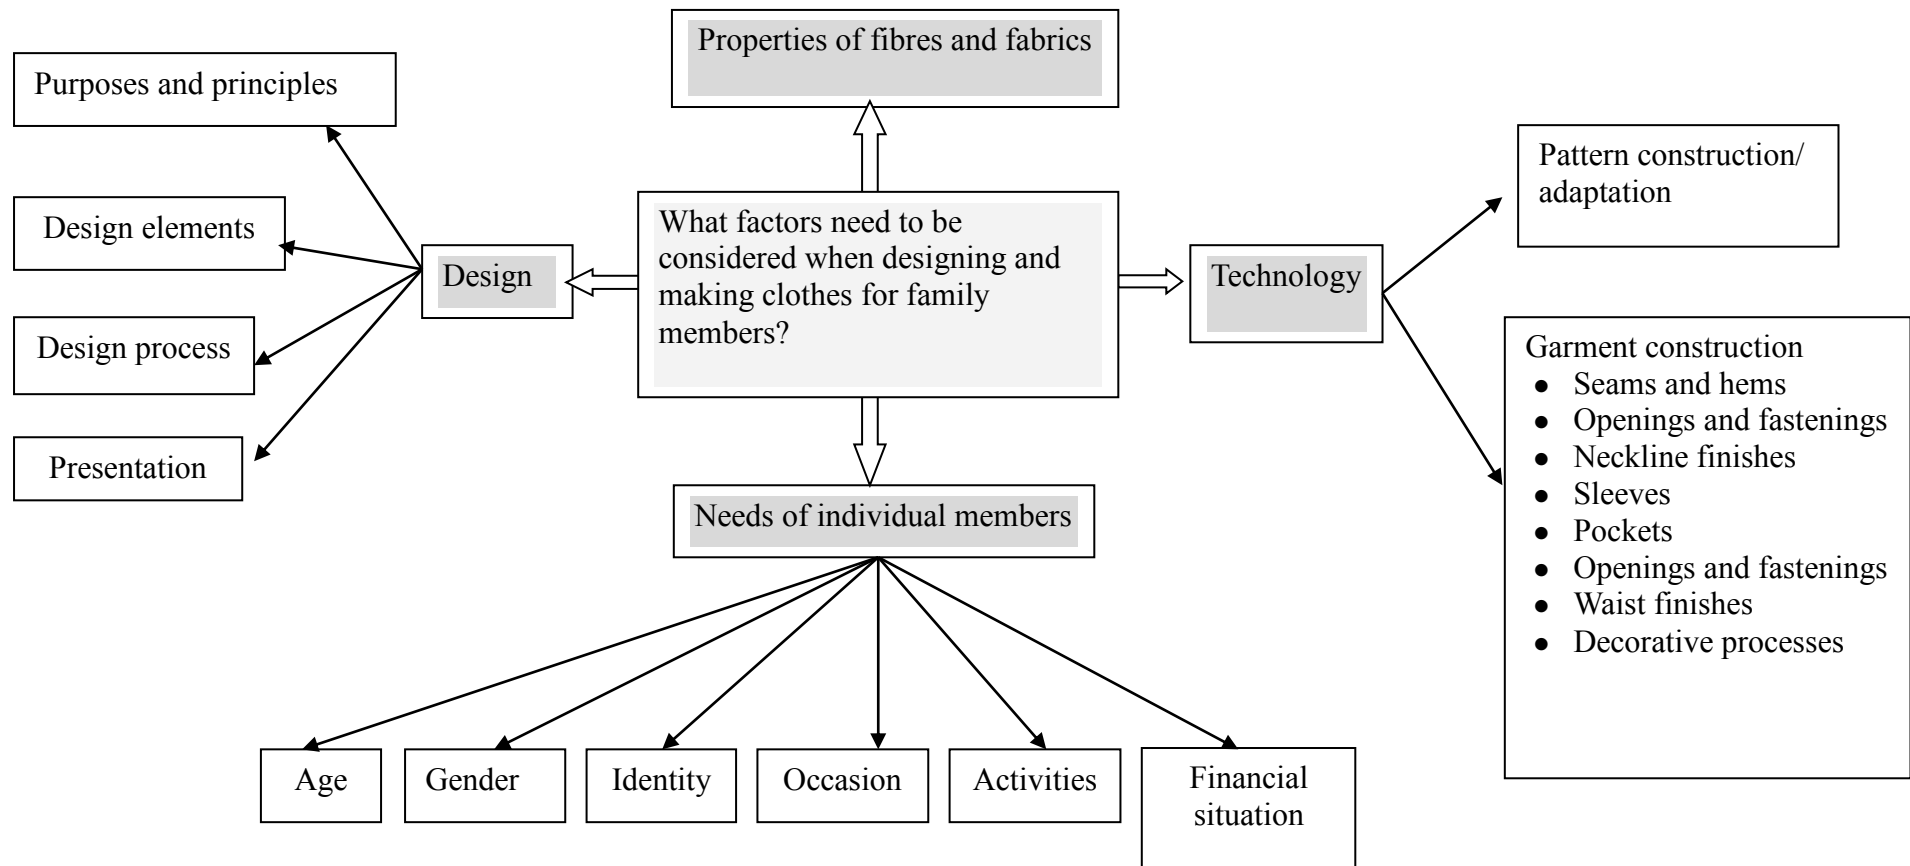 Properties of fibres and fabrics
Purposes and principles
Design elements
Design process
Presentation
Design
What factors need to be
considered when designing and
making clothes for family
members?
Technology
Pattern construction/
adaptation
Garment construction
● Seams and hems
● Openings and fastenings
● Neckline finishes
● Sleeves
● Pockets
● Openings and fastenings
● Waist finishes
● Decorative processes
Needs of individual members
Age
Gender
Identity
Occasion
Activities
Financial
situation